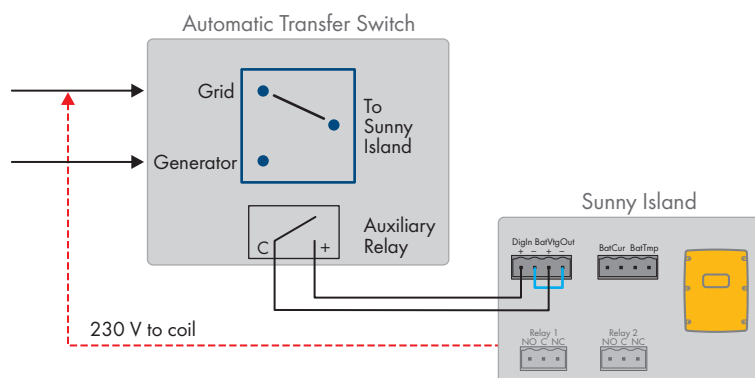 Automatic Transfer Switch
Grid
To
Sunny
Island
Generator
Sunny Island
Auxiliary
Relay
C
+
DigIn BatVtgOut
+ − + −
BatCur BatTmp
230 V to coil
Relay 1
NO C NC
Relay 2
NO C NC